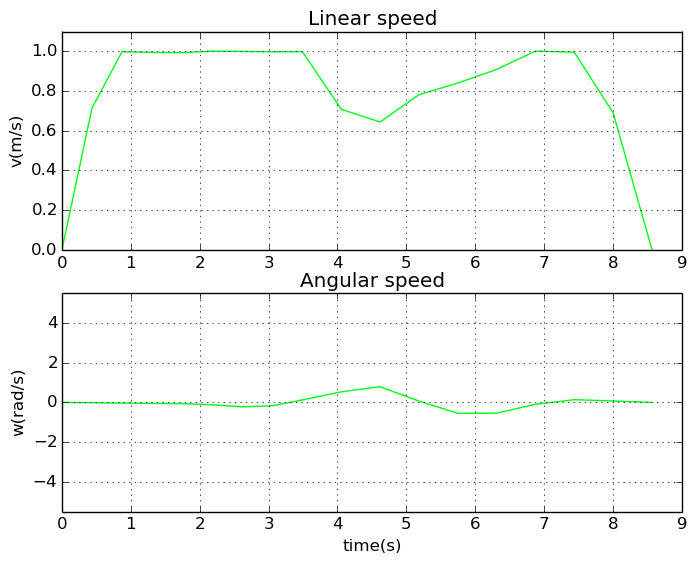 Linear speed
v(m/s)
1.0
0.8
0.6
0.4
0.2
0.0
0 1 2 3 4 5 6 7 8 9
Angular speed
w(rad/s)
4
2
0
−2
−4
0 1 2 3 4 5 6 7 8 9
time(s)